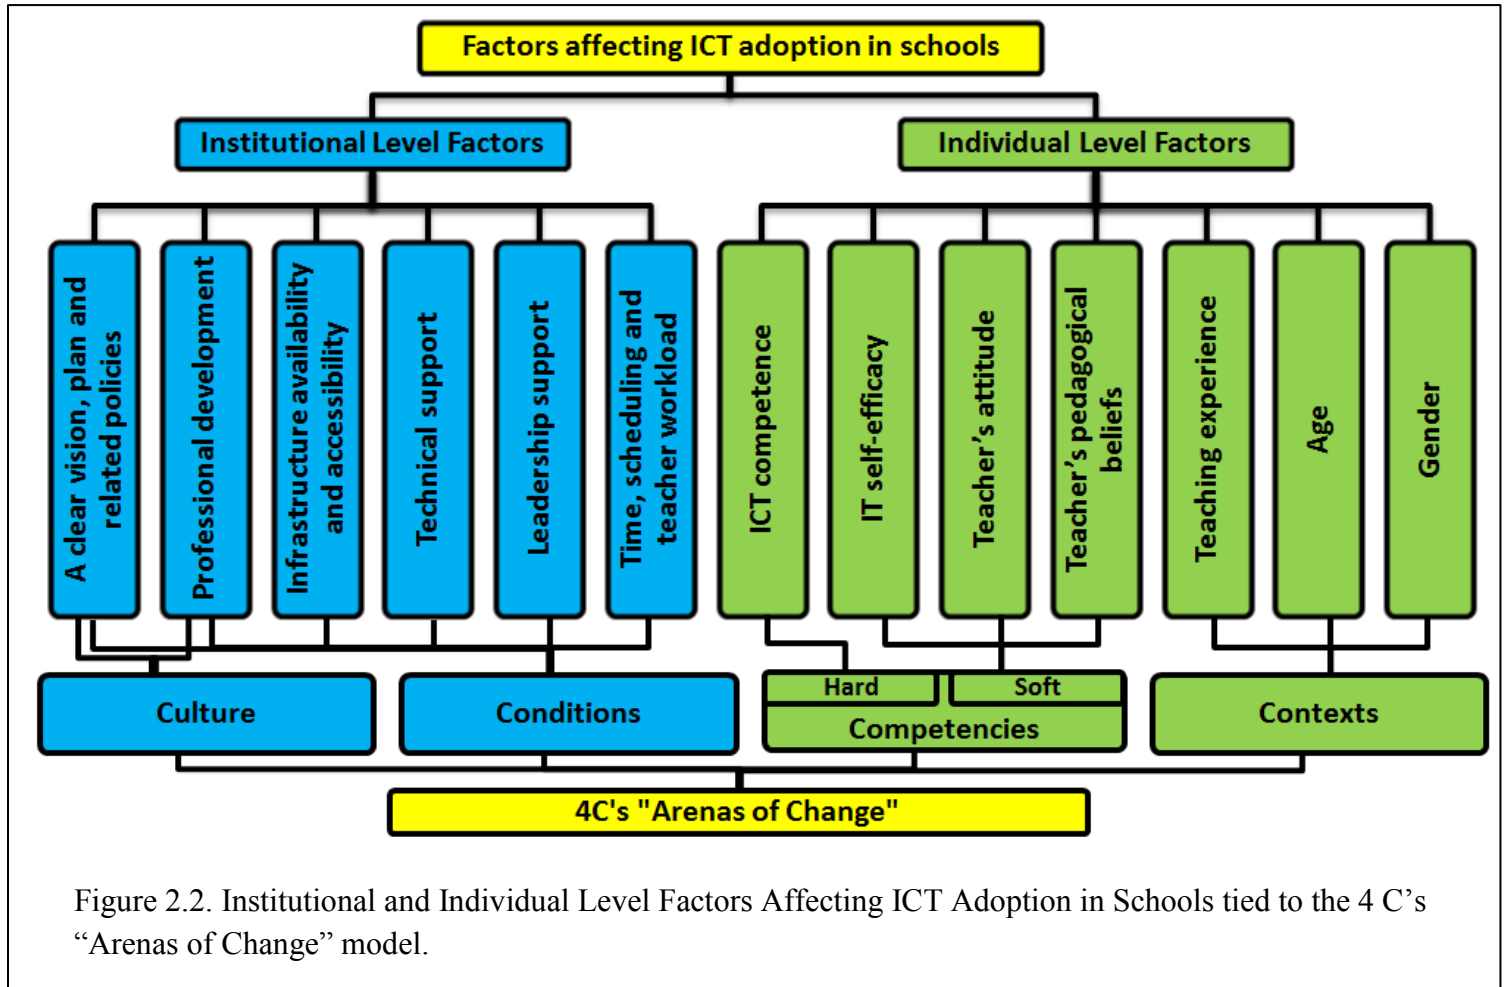 Factors affecting ICT adoption in schools
Institutional Level Factors
Individual Level Factors
A clear vision, plan and
related policies
Professional development
Infrastructure availability
and accessibility
Technical support
Leadership support
Time, scheduling and
teacher workload
ICT competence
IT self-efficacy
Teacher's attitude
Teacher's pedagogical
beliefs
Teaching experience
Age
Gender
Culture
Conditions
Hard
Soft
Competencies
Contexts
4C's "Arenas of Change"
Figure 2.2. Institutional and Individual Level Factors Affecting ICT Adoption in Schools tied to the 4 C’s
“Arenas of Change” model.